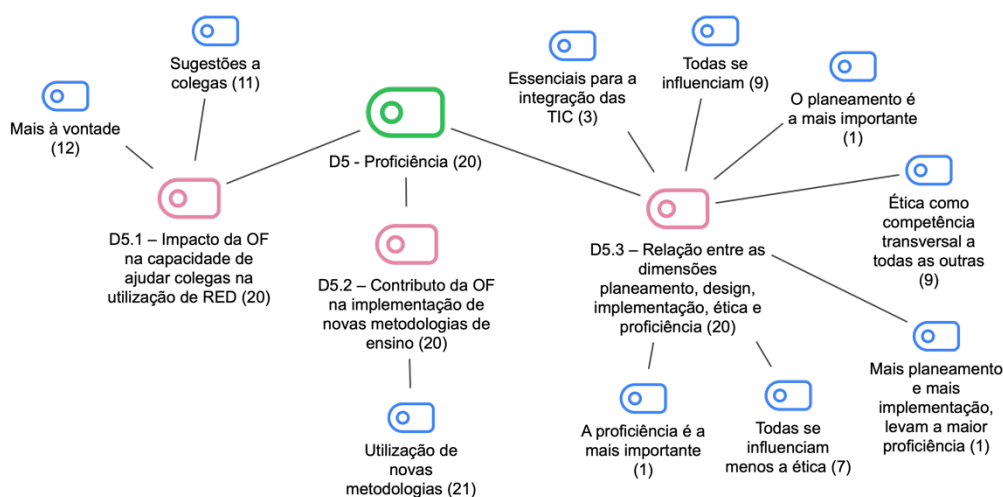 Sugestões a
colegas (11)
Mais à vontade
(12)
D5 - Proficiência (20)
Essenciais para a
integração das
TIC (3)
Todas se
influenciam (9)
O planeamento é
a mais importante
(1)
Ética como
competência
transversal a
todas as outras
(9)
D5.1 – Impacto da OF
na capacidade de
ajudar colegas na
utilização de RED (20)
D5.2 – Contributo da OF
na implementação de
novas metodologias de
ensino (20)
D5.3 – Relação entre as
dimensões
planeamento, design,
implementação, ética e
proficiência (20)
Mais planeamento
e mais
implementação,
levam a maior
proficiência (1)
Utilização de
novas
metodologias (21)
A proficiência é a
mais importante
(1)
Todas se
influenciam
menos a ética (7)